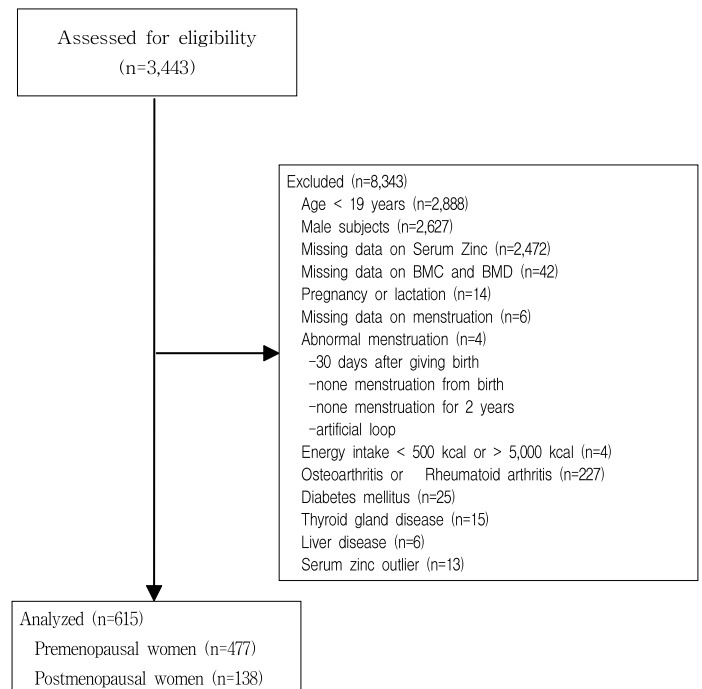 Assessed for eligibility
(n=3,443)
Excluded (n=8,343)
Age < 19 years (n=2,888)
Male subjects (n=2,627)
Missing data on Serum Zinc (n=2,472)
Missing data on BMC and BMD (n=42)
Pregnancy or lactation (n=14)
Missing data on menstruation (n=6)
Abnormal menstruation (n=4)
-30 days after giving birth
-none menstruation from birth
-none menstruation for 2 years
-artificial loop
Energy intake < 500 kcal or > 5,000 kcal (n=4)
Osteoarthritis or Rheumatoid arthritis (n=227)
Diabetes mellitus (n=25)
Thyroid gland disease (n=15)
Liver disease (n=6)
Serum zinc outlier (n=13)
Analyzed (n=615)
Premenopausal women (n=477)
Postmenopausal women (n=138)